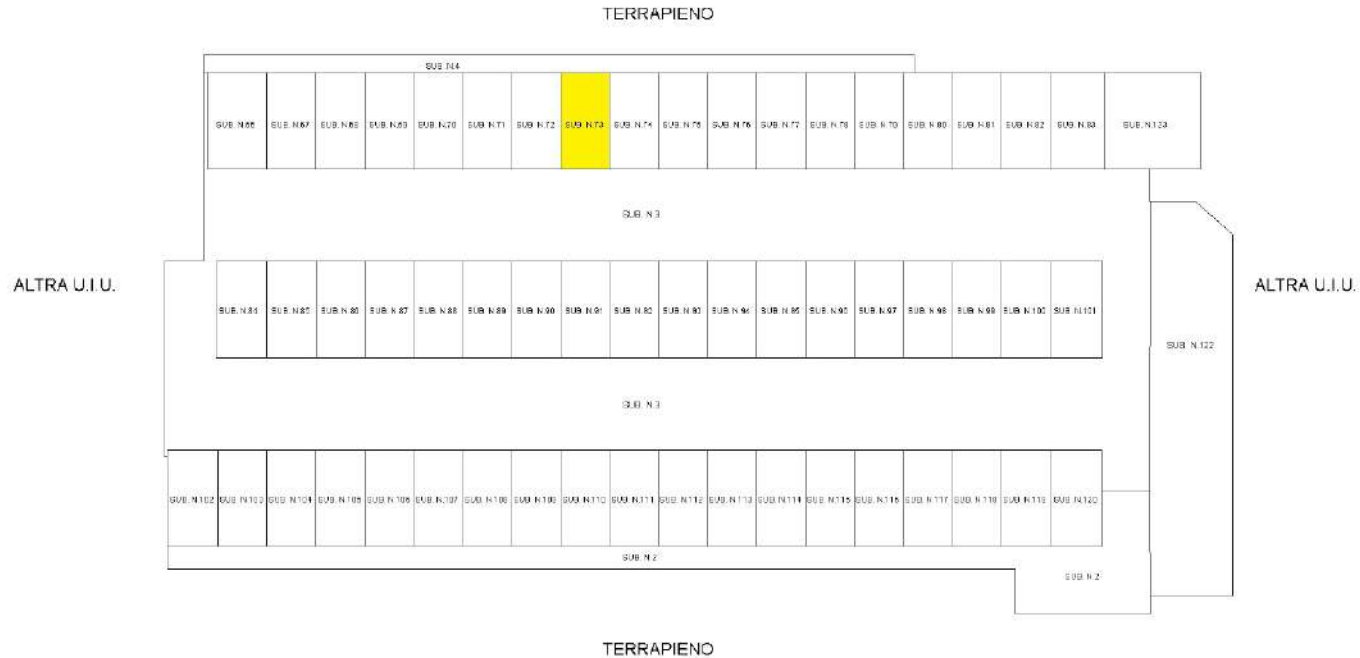 TERRAPIENO
SUB. N.4
SUB. N.66 SUB. N.67 SUB. N.68 SUB. N.69 SUB. N.70 SUB. N.71 SUB. N.72 SUB. N.73 SUB. N.74 SUB. N.75 SUB. N.76 SUB. N.77 SUB. N.78 SUB. N.79 SUB. N.80 SUB. N.81 SUB. N.82 SUB. N.83 SUB. N.123
SUB. N.3
ALTRA U.I.U.
ALTRA U.I.U.
SUB. N.84 SUB. N.85 SUB. N.86 SUB. N.87 SUB. N.88 SUB. N.89 SUB. N.90 SUB. N.91 SUB. N.92 SUB. N.93 SUB. N.94 SUB. N.95 SUB. N.96 SUB. N.97 SUB. N.98 SUB. N.99 SUB. N.100 SUB. N.101
SUB. N.122
SUB. N.3
SUB. N.102 SUB. N.103 SUB. N.104 SUB. N.105 SUB. N.106 SUB. N.107 SUB. N.108 SUB. N.109 SUB. N.110 SUB. N.111 SUB. N.112 SUB. N.113 SUB. N.114 SUB. N.115 SUB. N.116 SUB. N.117 SUB. N.118 SUB. N.119 SUB. N.120
SUB. N.2
SUB. N.2
TERRAPIENO